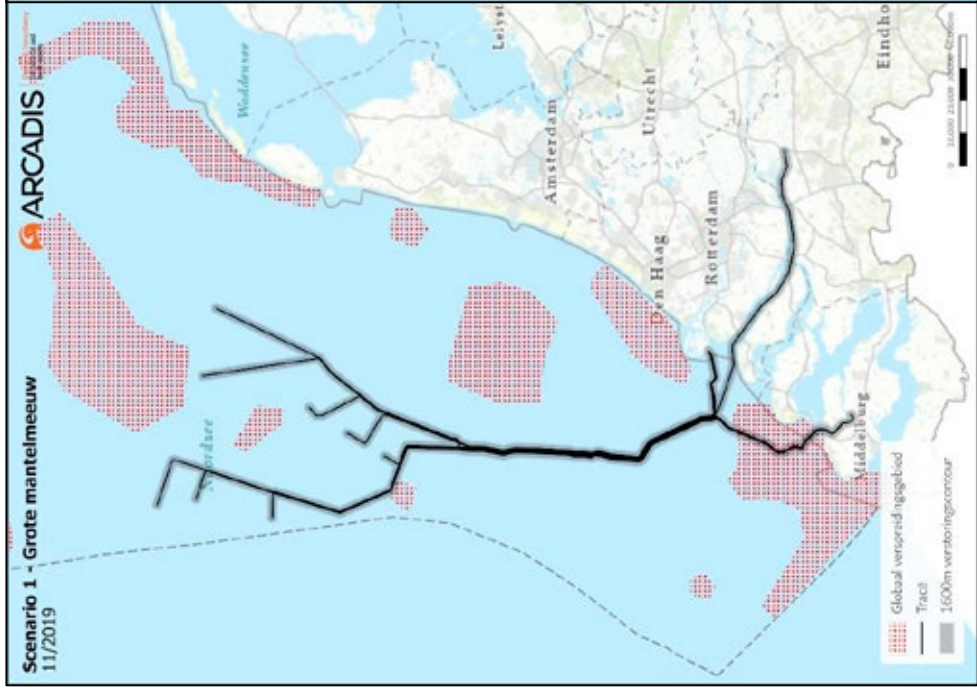 Scenario 1 - Grote mantelmeeuw
11/2019
ARCADIS
Waddenzee
Noordzee
Lelyst
Amsterdam
Utrecht
Den Haag
Rotterdam
Eindho
Middelburg
Globaal verspreidingsgebied
Tracé
1600m verstoringscontour